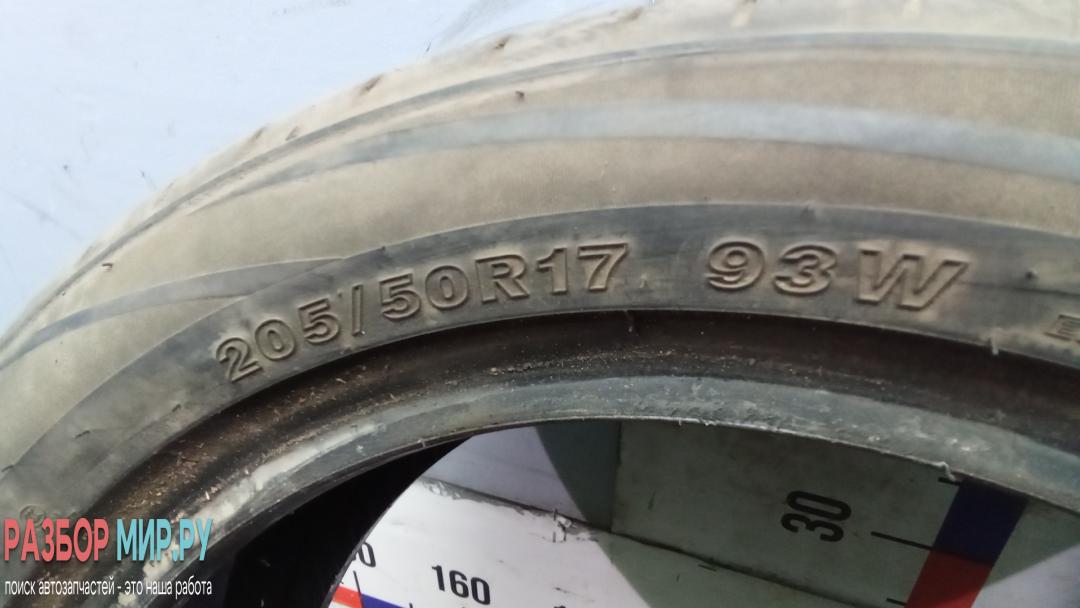 205/50R17 93W
30
160
РАЗБОР МИР.РУ
поиск автозапчастей - это наша работа